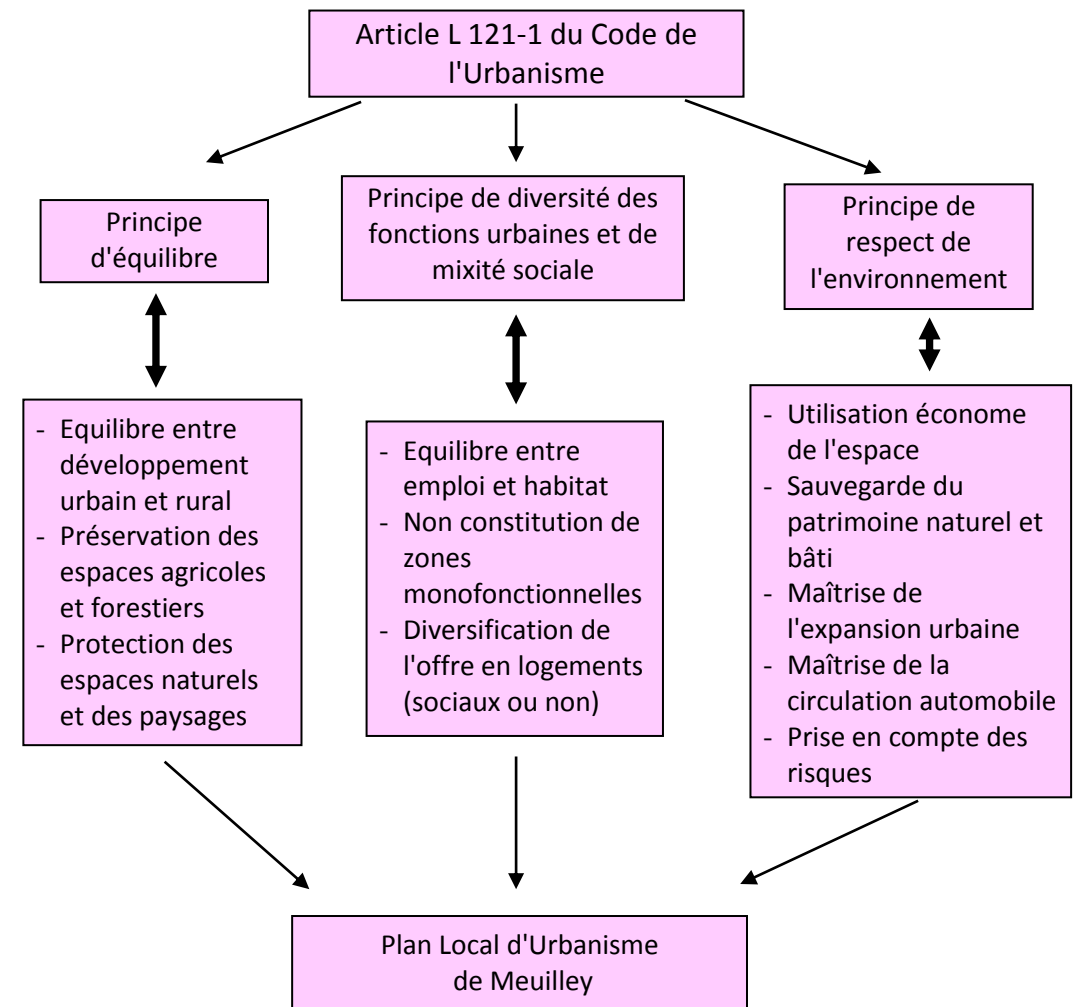 Article L 121-1 du Code de
l'Urbanisme
Principe
d'équilibre
Principe de diversité des
fonctions urbaines et de
mixité sociale
Principe de
respect de
l'environnement
- Equilibre entre
développement
urbain et rural
- Préservation des
espaces agricoles
et forestiers
- Protection des
espaces naturels
et des paysages
- Equilibre entre
emploi et habitat
- Non constitution de
zones
monofonctionnelles
- Diversification de
l'offre en logements
(sociaux ou non)
- Utilisation économe
de l'espace
- Sauvegarde du
patrimoine naturel et
bâti
- Maîtrise de
l'expansion urbaine
- Maîtrise de la
circulation automobile
- Prise en compte des
risques
Plan Local d'Urbanisme
de Meuilley